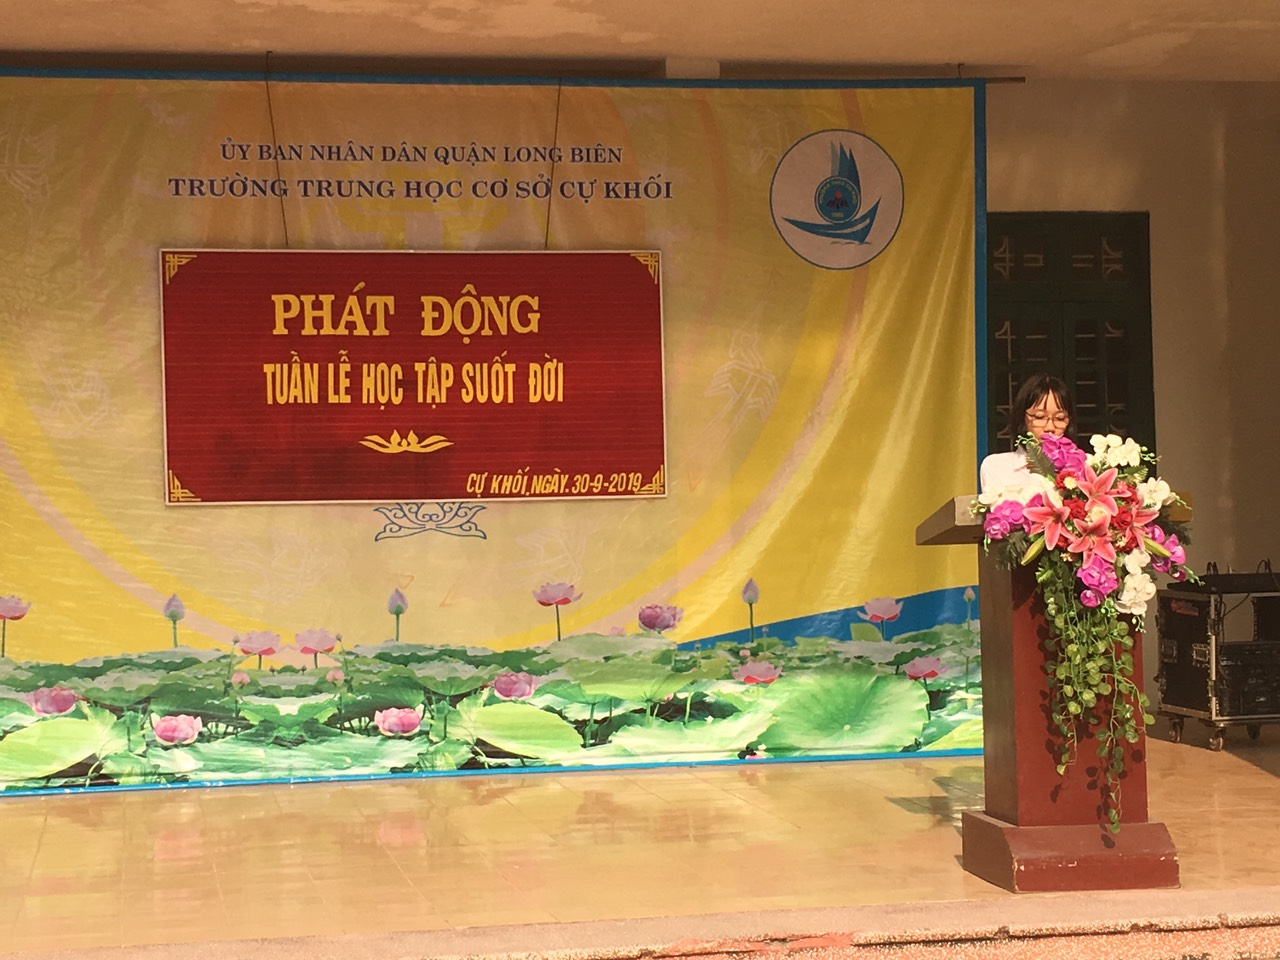 ỦY BAN NHÂN DÂN QUẬN LONG BIÊN
TRƯỜNG TRUNG HỌC CƠ SỞ CỰ KHỐI
PHÁT ĐỘNG
TUẦN LỄ HỌC TẬP SUỐT ĐỜI
CỰ KHỐI, NGÀY.30-9-2019